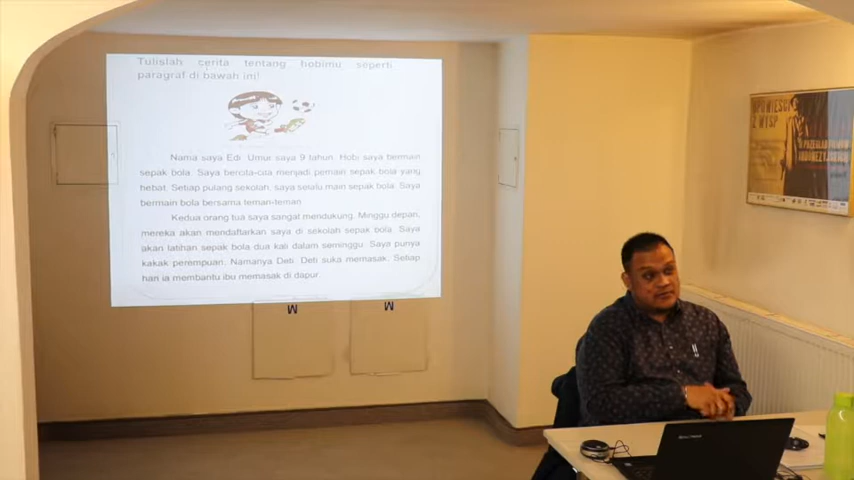 Tulislah cerita tentang hobimu seperti
paragraf di bawah ini!
Nama saya Edi. Umur saya 9 tahun. Hobi saya bermain
sepak bola. Saya bercita-cita menjadi pemain sepak bola yang
hebat. Setiap pulang sekolah, saya selalu main sepak bola. Saya
bermain bola bersama teman-teman.
Kedua orang tua saya sangat mendukung. Minggu depan,
mereka akan mendaftarkan saya di sekolah sepak bola. Saya
akan latihan sepak bola dua kali dalam seminggu. Saya punya
kakak perempuan. Namanya Deti. Deti suka memasak. Setiap
hari ia membantu ibu memasak di dapur.
M
M
OPOWIEŚCI
Z WYSP